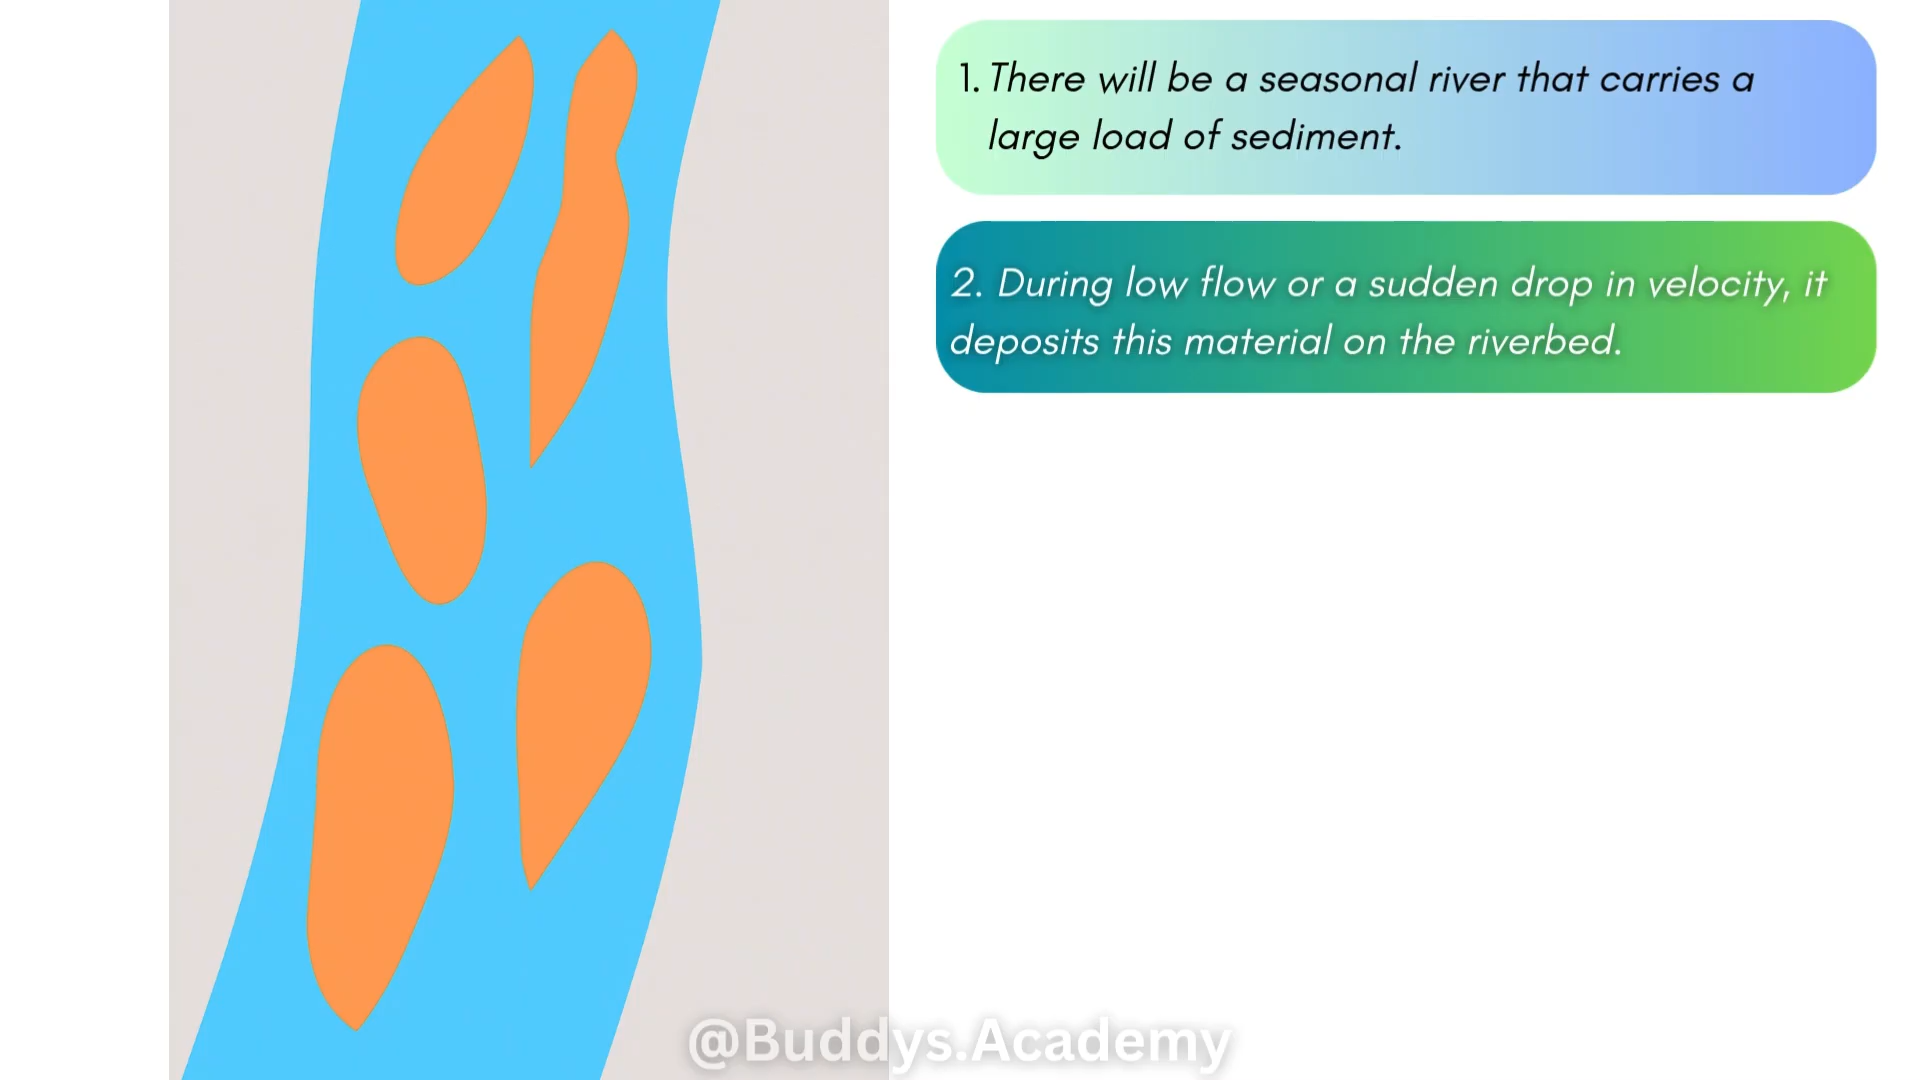 1. There will be a seasonal river that carries a
large load of sediment.
2. During low flow or a sudden drop in velocity, it
deposits this material on the riverbed.
@Buddys.Academy